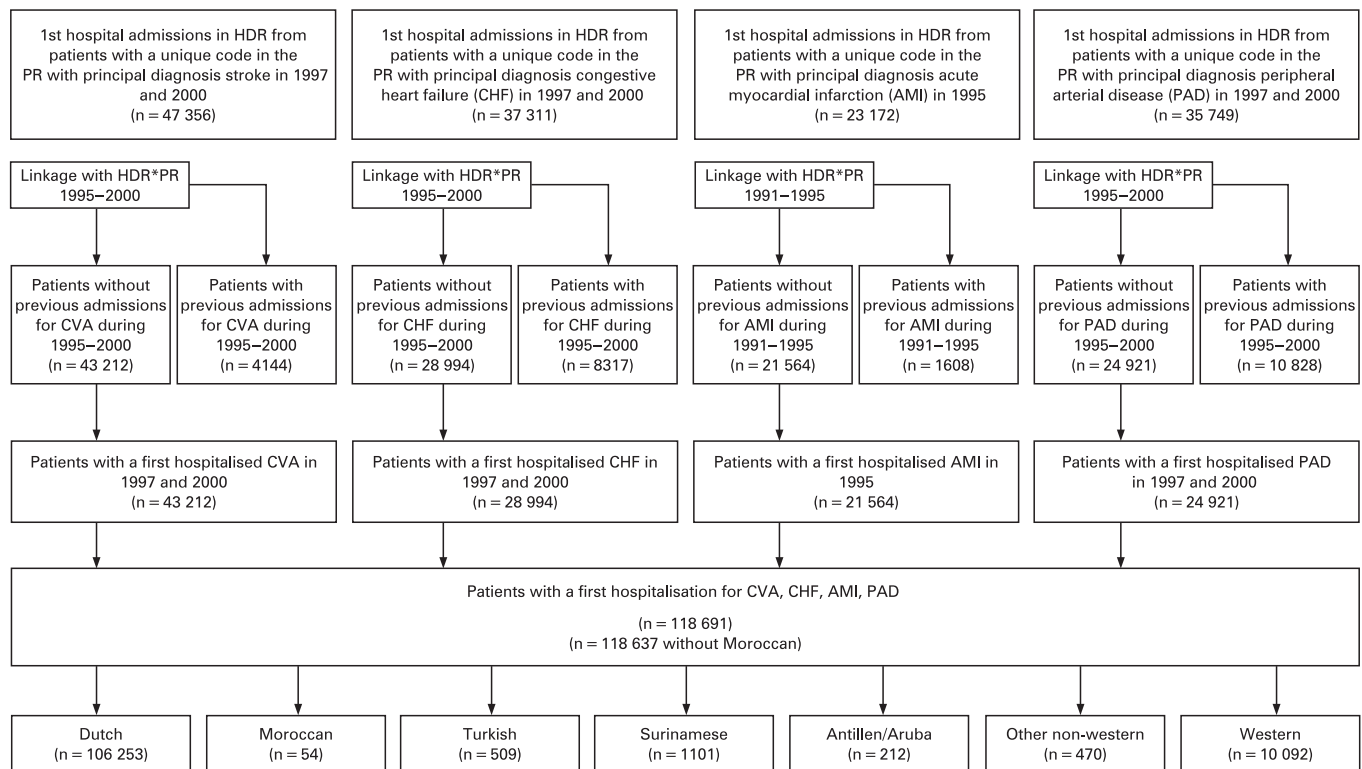 1st hospital admissions in HDR from
patients with a unique code in the
PR with principal diagnosis stroke in 1997
and 2000
(n = 47 356)
1st hospital admissions in HDR from
patients with a unique code in the
PR with principal diagnosis congestive
heart failure (CHF) in 1997 and 2000
(n = 37 311)
1st hospital admissions in HDR from
patients with a unique code in the
PR with principal diagnosis acute
myocardial infarction (AMI) in 1995
(n = 23 172)
1st hospital admissions in HDR from
patients with a unique code in the
PR with principal diagnosis peripheral
arterial disease (PAD) in 1997 and 2000
(n = 35 749)
Linkage with HDR*PR
1995–2000
Linkage with HDR*PR
1995–2000
Linkage with HDR*PR
1991–1995
Linkage with HDR*PR
1995–2000
Patients without
previous admissions
for CVA during
1995–2000
(n = 43 212)
Patients with
previous admissions
for CVA during
1995–2000
(n = 4144)
Patients without
previous admissions
for CHF during
1995–2000
(n = 28 994)
Patients with
previous admissions
for CHF during
1995–2000
(n =8317)
Patients without
previous admissions
for AMI during
1991–1995
(n = 21 564)
Patients with
previous admissions
for AMI during
1991–1995
(n = 1608)
Patients without
previous admissions
for PAD during
1995–2000
(n = 24 921)
Patients with
previous admissions
for PAD during
1995–2000
(n = 10 828)
Patients with a first hospitalised CVA in
1997 and 2000
(n = 43 212)
Patients with a first hospitalised CHF in
1997 and 2000
(n = 28 994)
Patients with a first hospitalised AMI in
1995
(n = 21 564)
Patients with a first hospitalised PAD
in 1997 and 2000
(n = 24 921)
Patients with a first hospitalisation for CVA, CHF, AMI, PAD
(n = 118 691)
(n = 118 637 without Moroccan)
Dutch
(n = 106 253)
Moroccan
(n = 54)
Turkish
(n = 509)
Surinamese
(n = 1101)
Antillen/Aruba
(n = 212)
Other non-western
(n = 470)
Western
(n = 10 092)